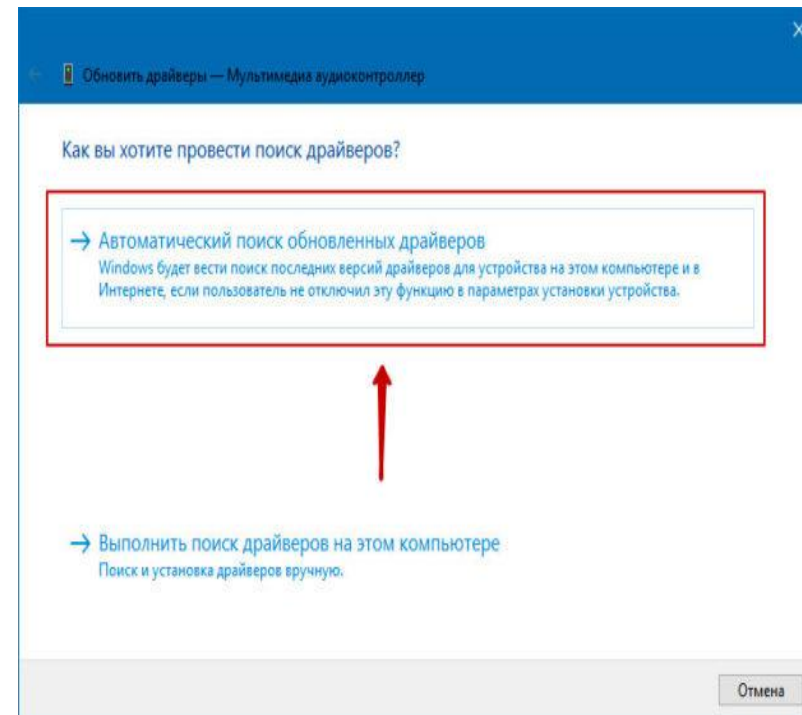 Обновить драйверы — Мультимедиа аудиоконтроллер
Как вы хотите провести поиск драйверов?
Автоматический поиск обновленных драйверов
Windows будет вести поиск последних версий драйверов для устройства на этом компьютере и в
Интернете, если пользователь не отключил эту функцию в параметрах установки устройства.
Выполнить поиск драйверов на этом компьютере
Поиск и установка драйверов вручную.
Отмена